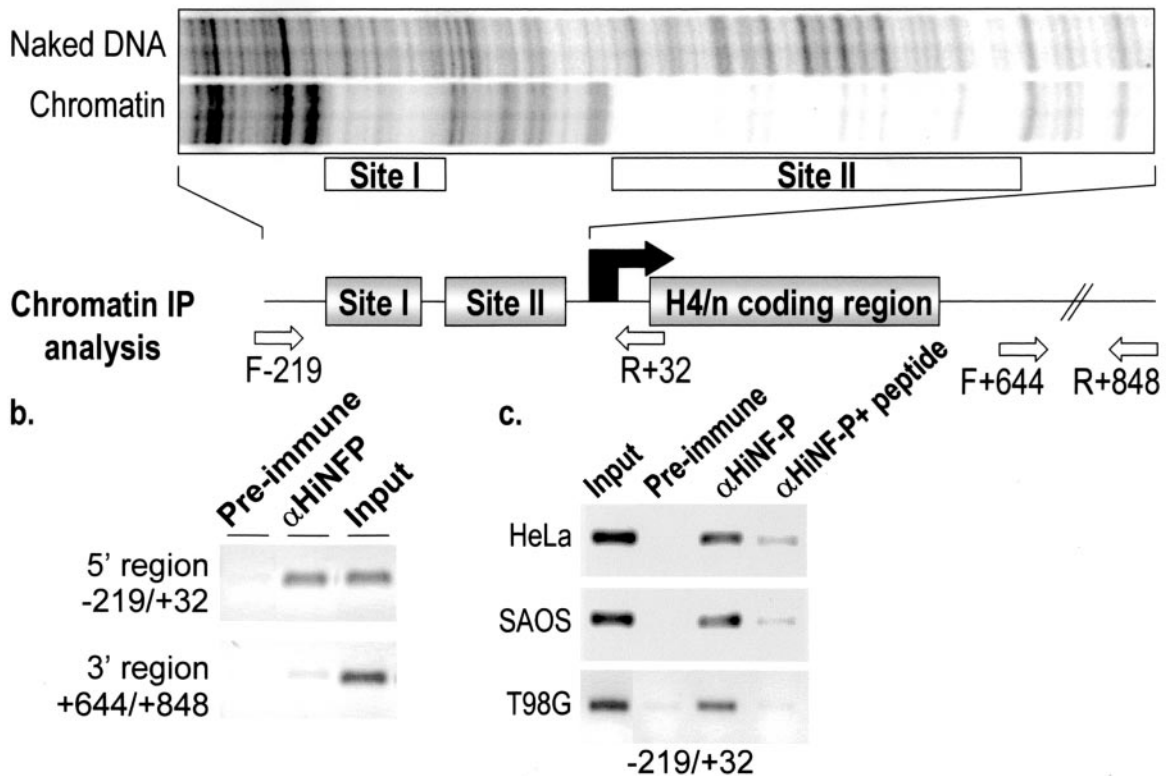 Naked DNA
Chromatin
Site I
Site II
Chromatin IP
analysis
Site I
Site II
H4/n coding region
F-219
R+32
F+644
R+848
b.
Pre-immune
αHiNFP
Input
5’ region
-219/+32
3’ region
+644/+848
c.
Input
Pre-immune
αHiNF-P
αHiNF-P+ peptide
HeLa
SAOS
T98G
-219/+32